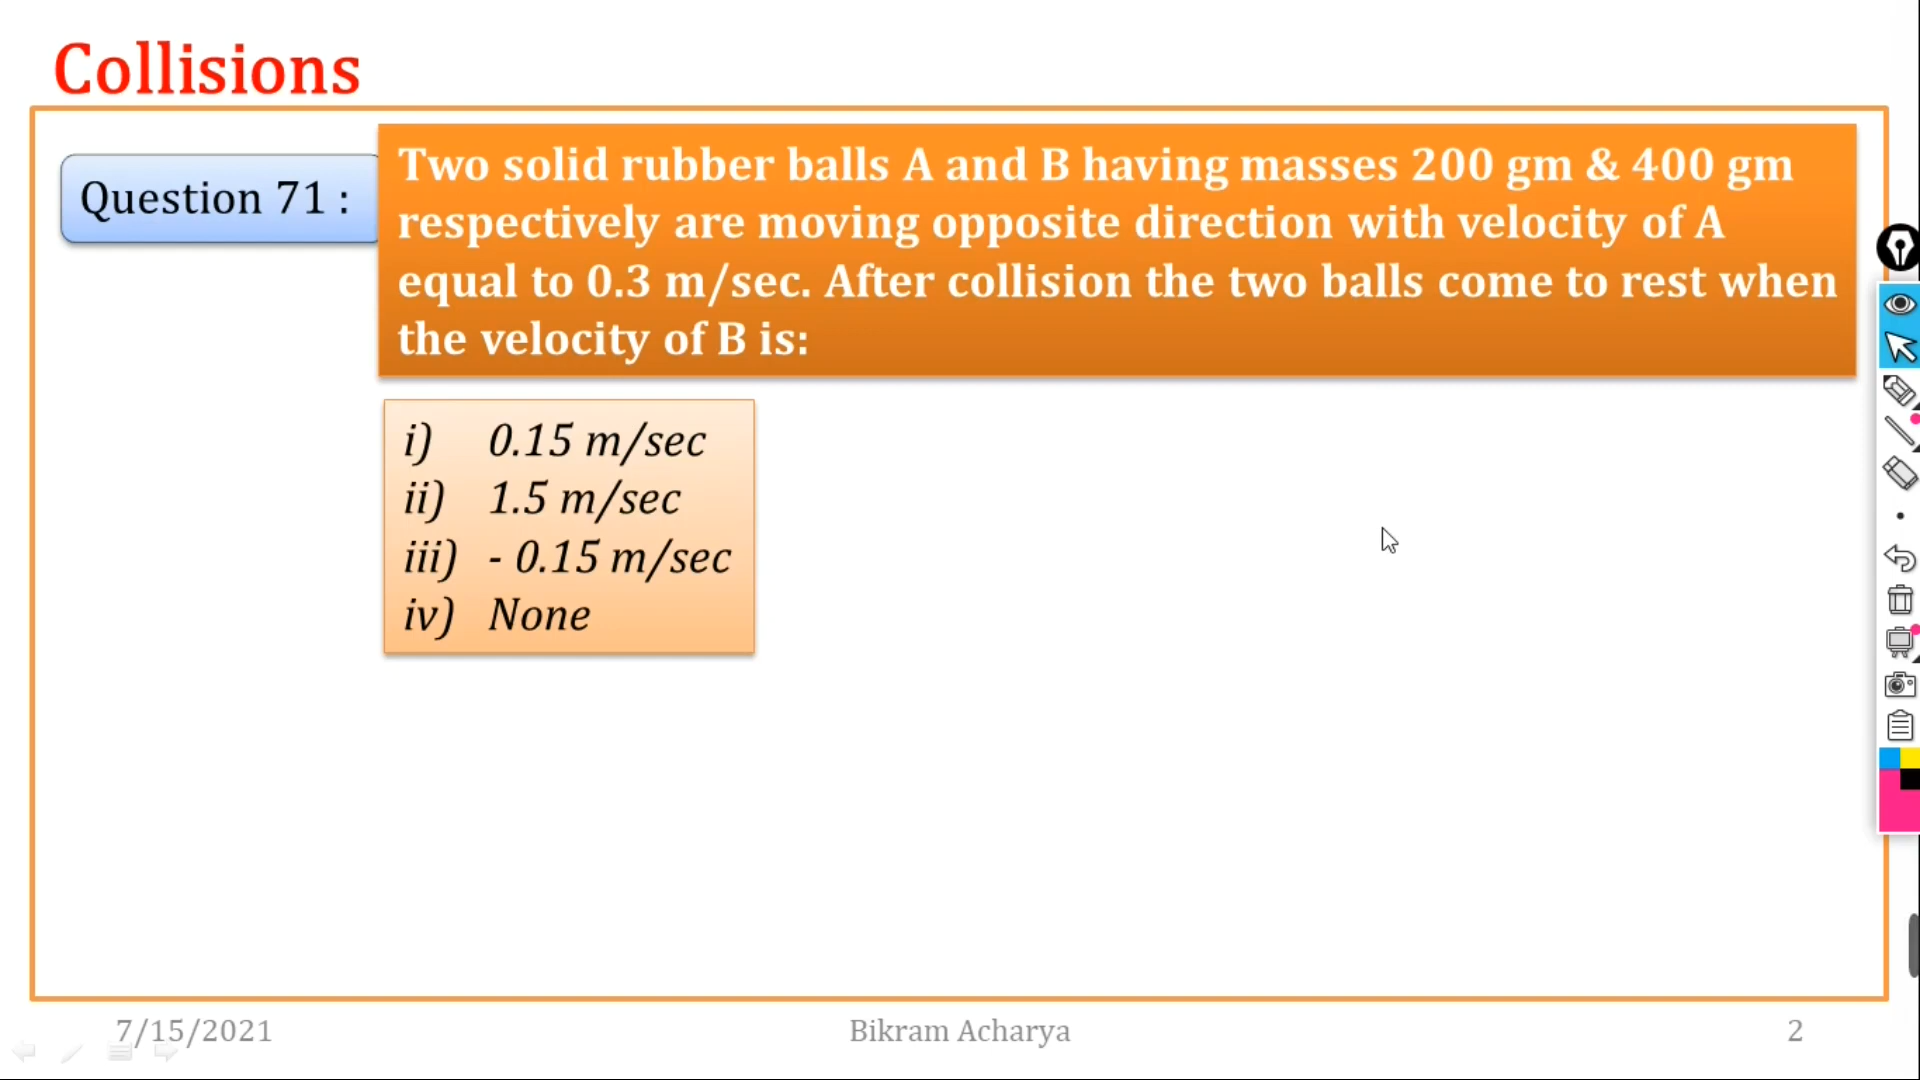 Collisions
Question 71 :
Two solid rubber balls A and B having masses 200 gm & 400 gm
respectively are moving opposite direction with velocity of A
equal to 0.3 m/sec. After collision the two balls come to rest when
the velocity of B is:
i) 0.15 m/sec
ii) 1.5 m/sec
iii) - 0.15 m/sec
iv) None
7/15/2021
Bikram Acharya
2